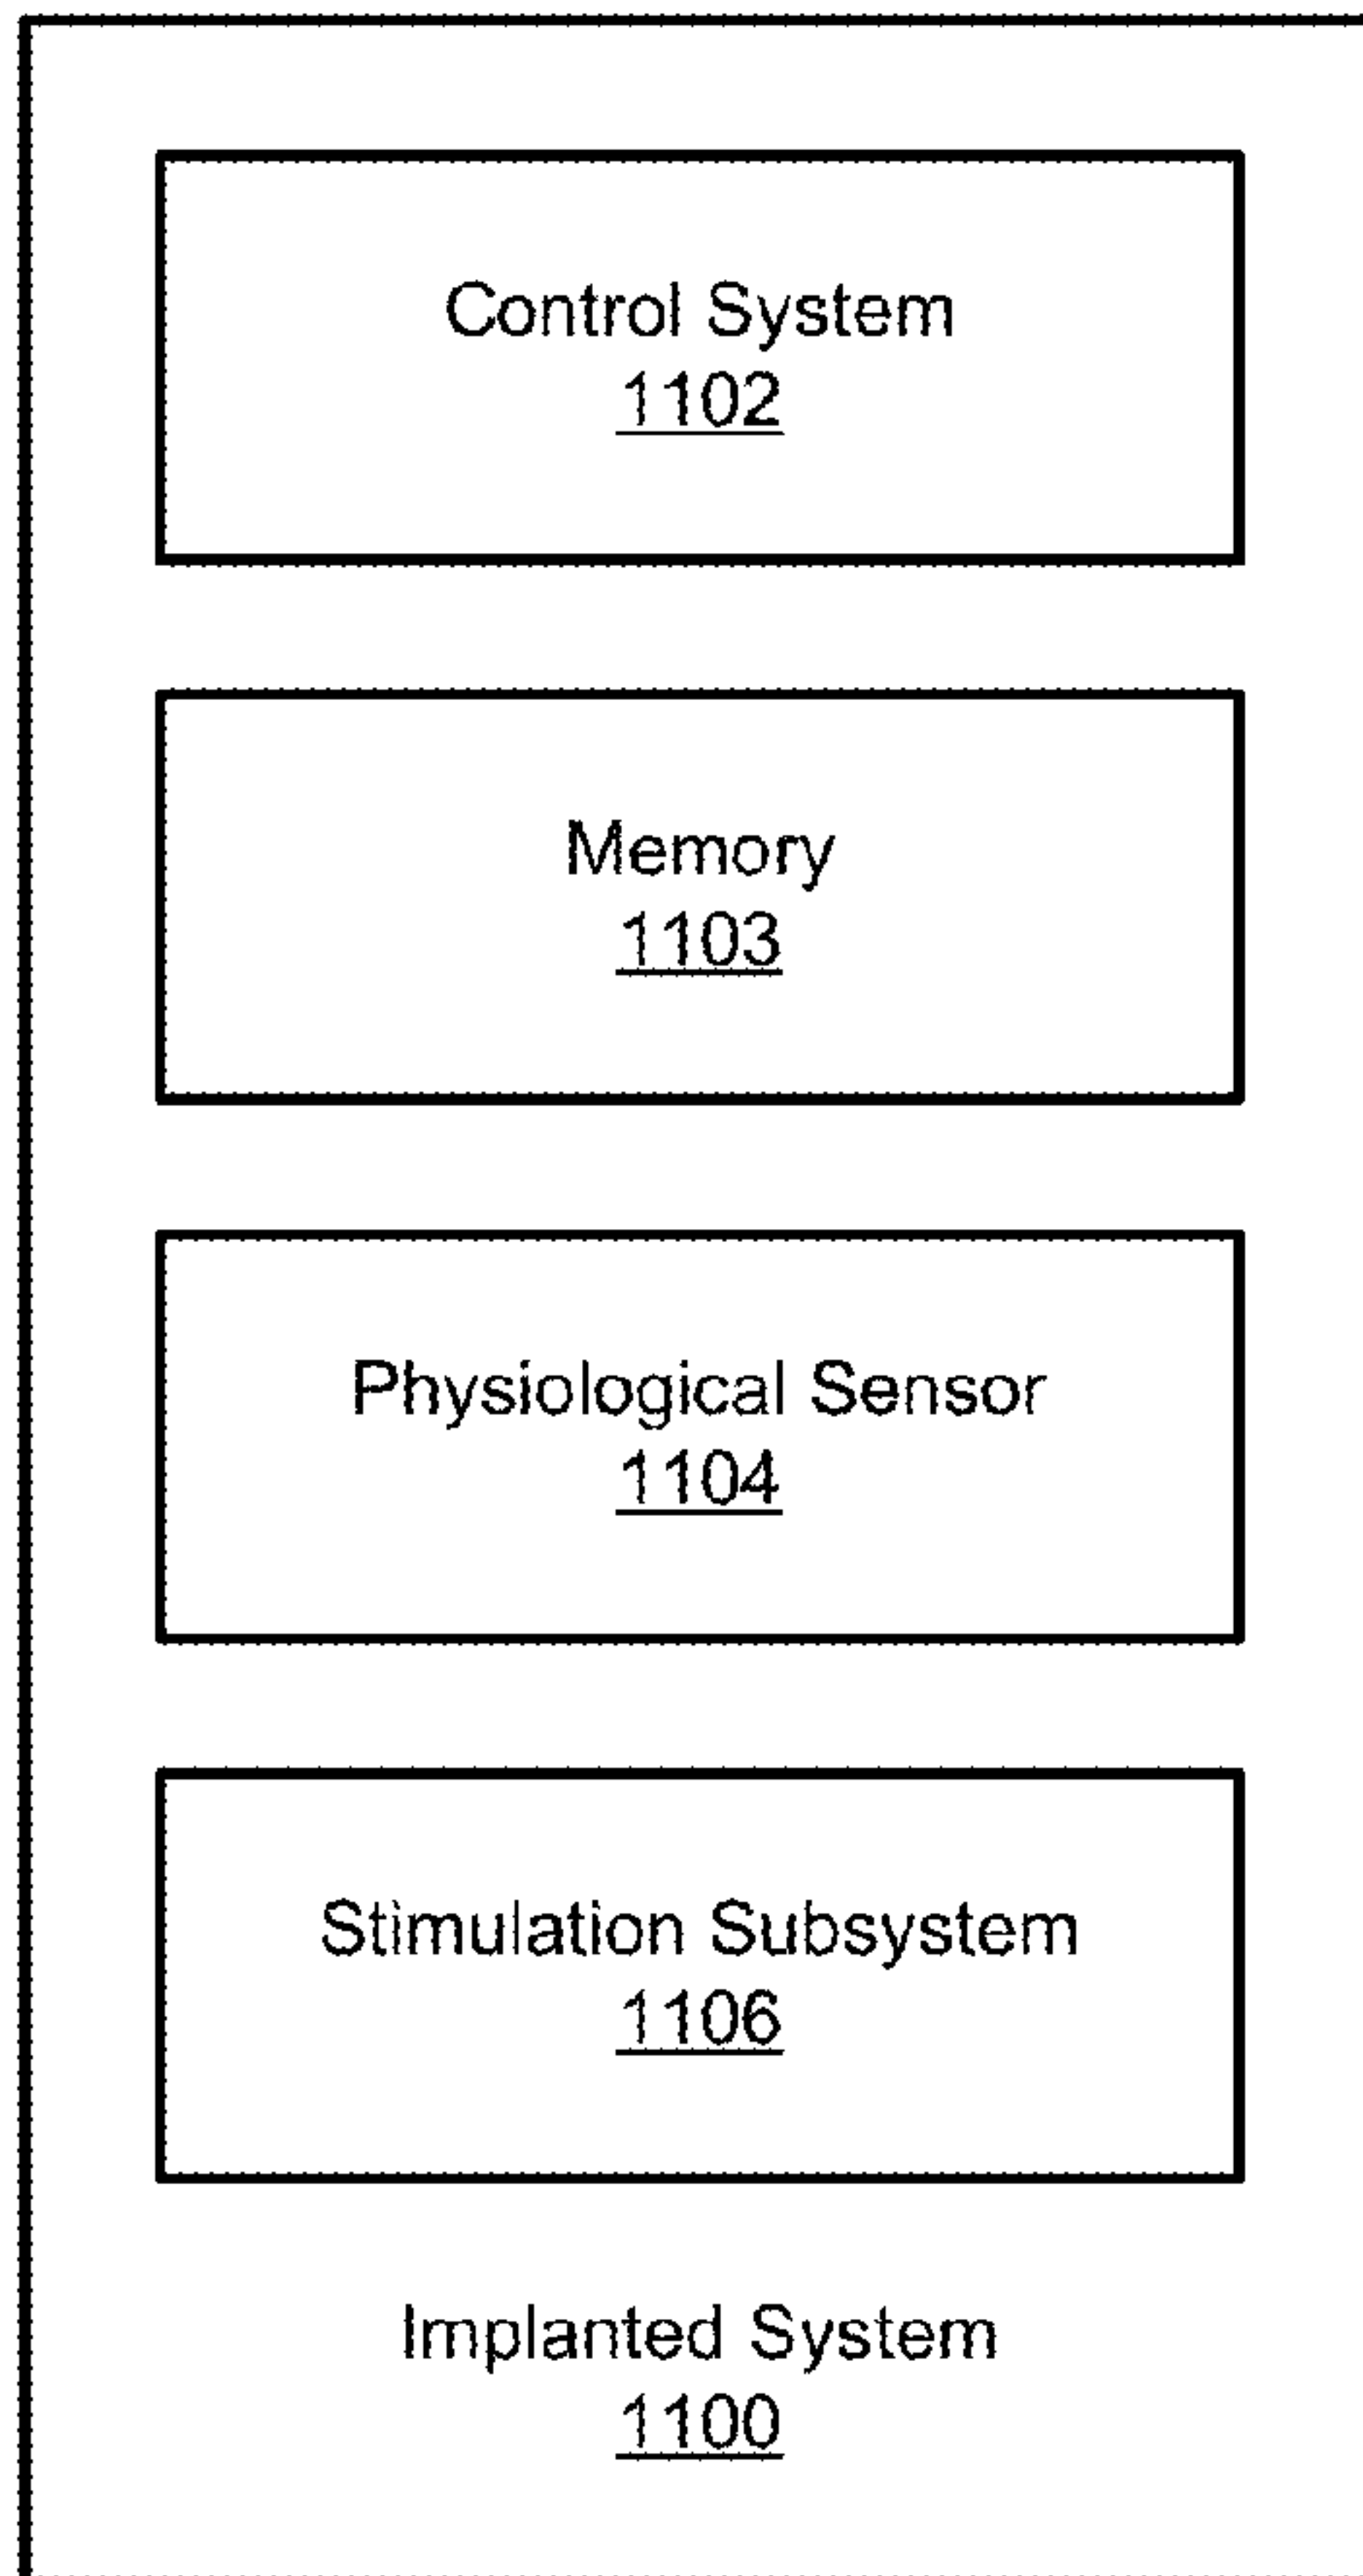 Control System
1102
Memory
1103
Physiological Sensor
1104
Stimulation Subsystem
1106
Implanted System
1100